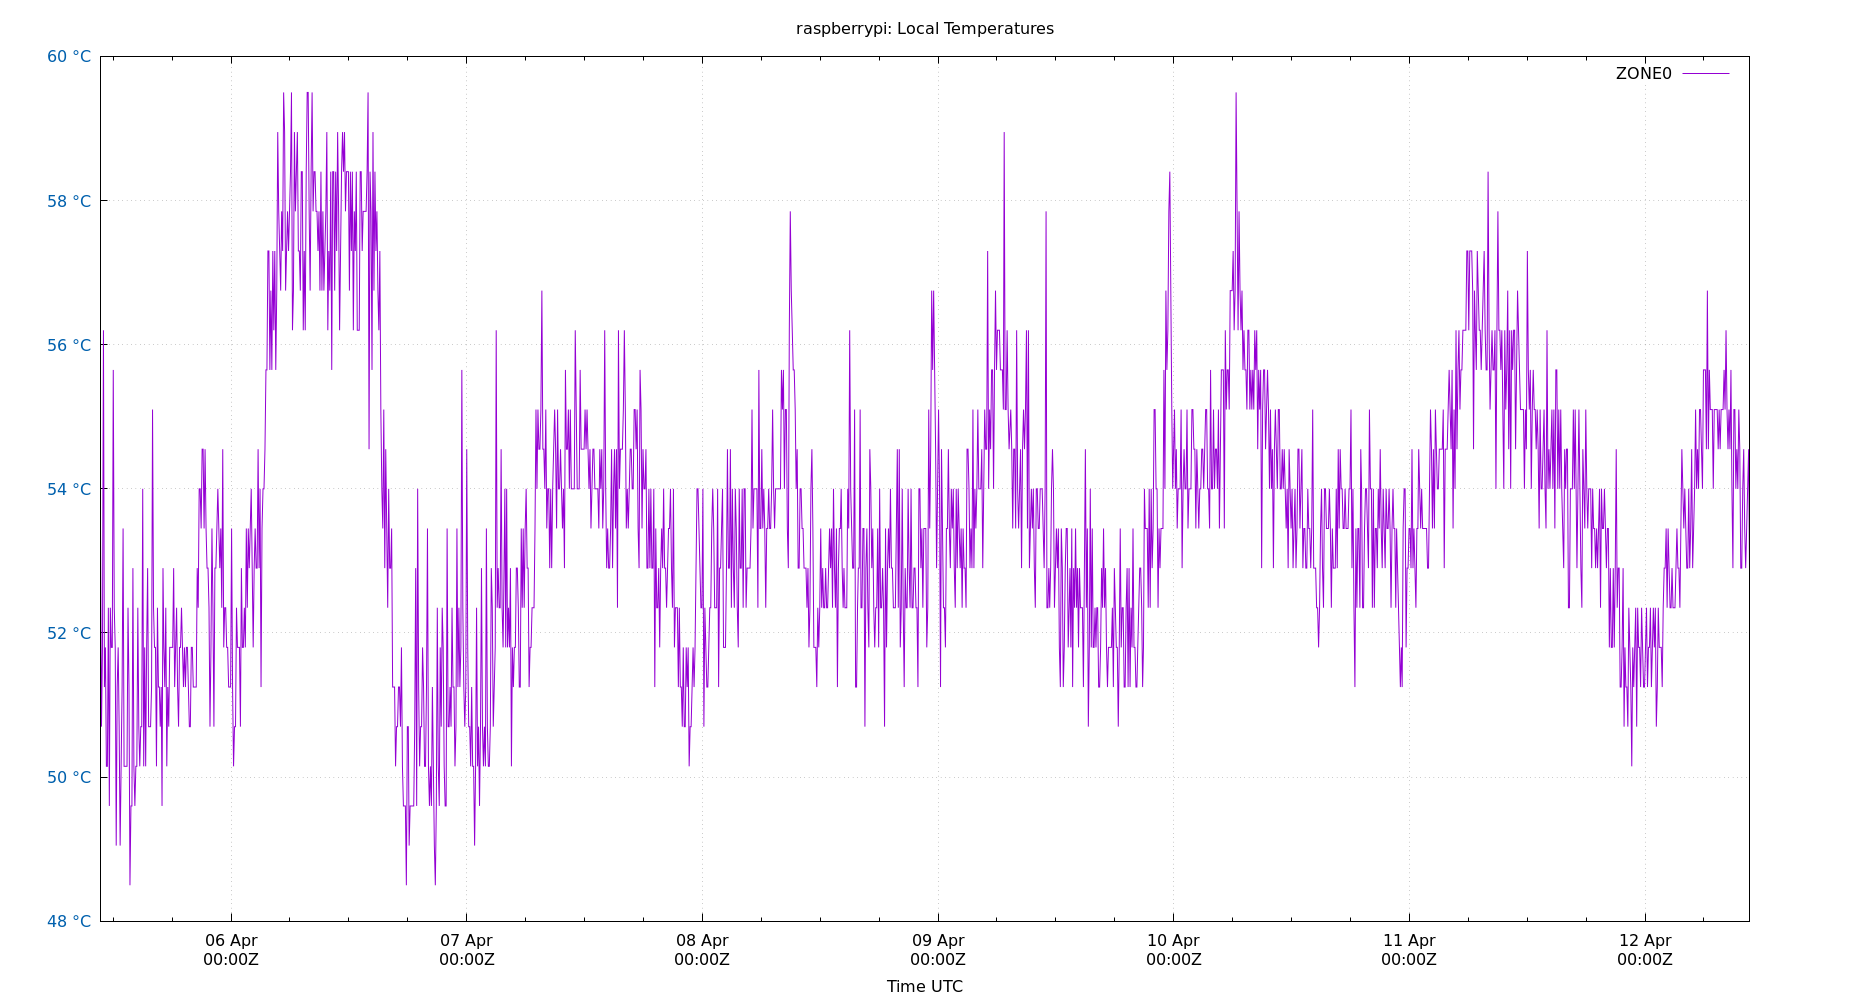 raspberrypi: Local Temperatures
60 °C
ZONE0
58 °C
56 °C
54 °C
52 °C
50 °C
48 °C
06 Apr 07 Apr 08 Apr 09 Apr 10 Apr 11 Apr 12 Apr
00:00Z 00:00Z 00:00Z 00:00Z 00:00Z 00:00Z 00:00Z
Time UTC